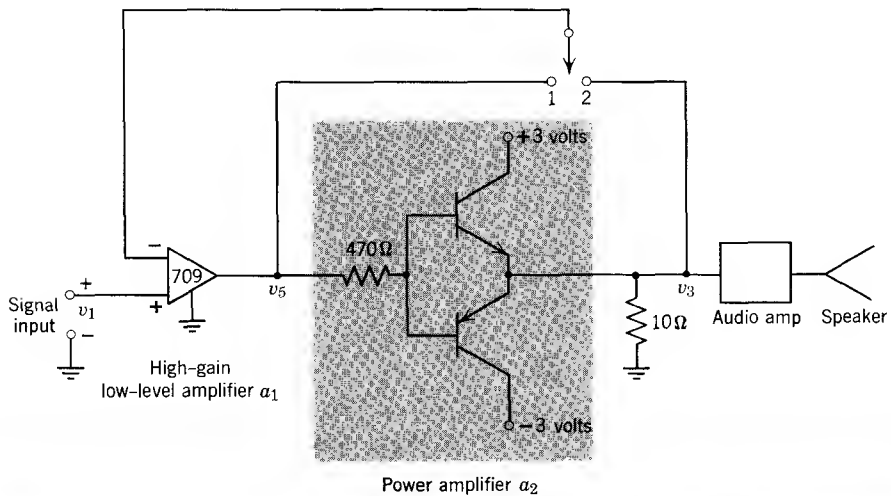 1 2
+3 volts
470Ω
−
709
+
v5
v3
Signal
input
+
v1
−
10Ω
Audio amp
Speaker
High-gain
low-level amplifier a1
−3 volts
Power amplifier a2